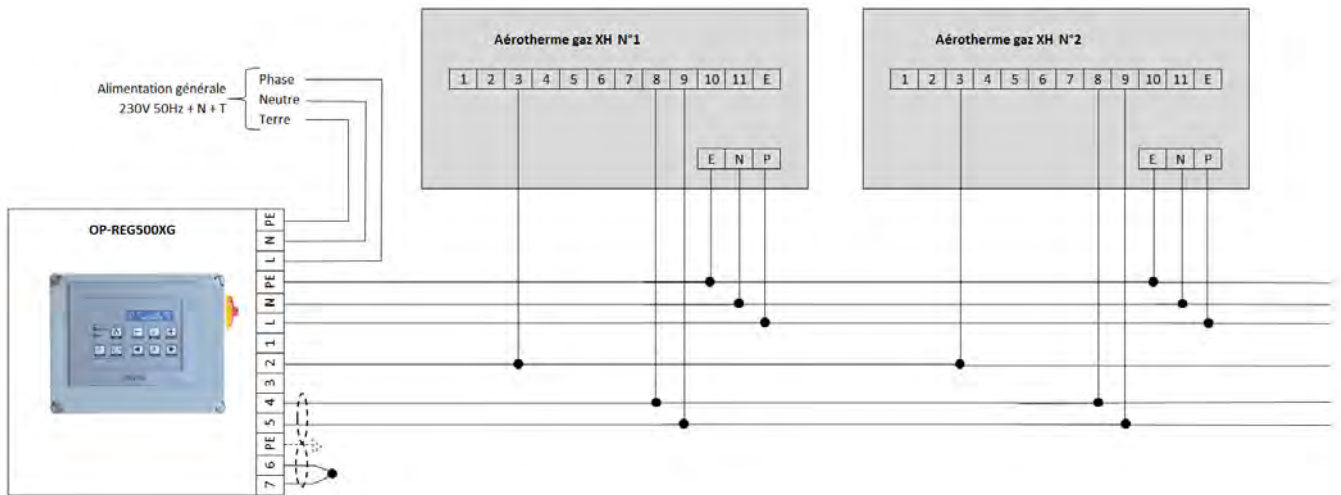 Aérotherme gaz XH N°1
1 2 3 4 5 6 7 8 9 10 11 E
E N P
Aérotherme gaz XH N°2
1 2 3 4 5 6 7 8 9 10 11 E
E N P
Alimentation générale
230V 50Hz + N + T
Phase
Neutre
Terre
OP-REG500XG
PE
N
L
PE
N
L
1
2
3
4
5
PE
6
7